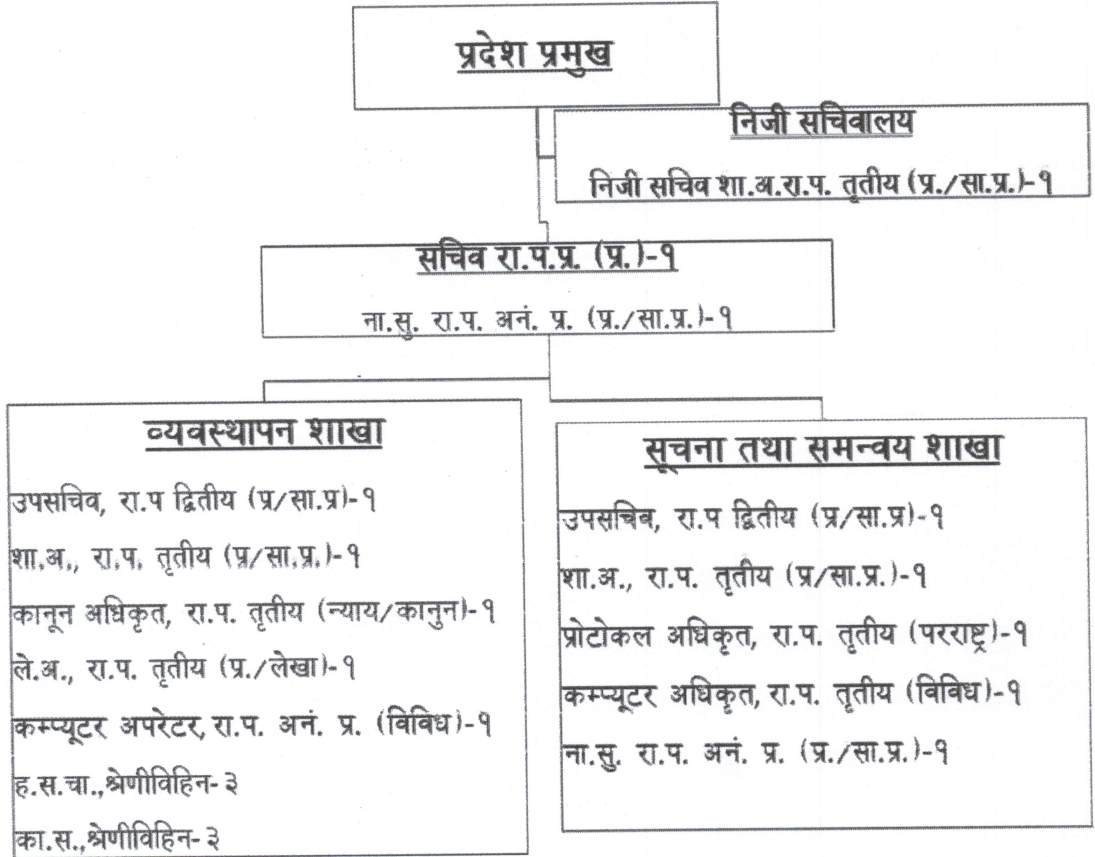 प्रदेश प्रमुख
निजी सचिवालय
निजी सचिव शा.अ.रा.प. तृतीय (प्र./सा.प्र.)-१
सचिव रा.प.प्र. (प्र.)-१
ना.सु. रा.प. अनं. प्र. (प्र./सा.प्र.)-१
व्यवस्थापन शाखा
उपसचिव, रा.प द्वितीय (प्र/सा.प्र)-१
शा.अ., रा.प. तृतीय (प्र/सा.प्र.)-१
कानून अधिकृत, रा.प. तृतीय (न्याय/कानुन)-१
ले.अ., रा.प. तृतीय (प्र./लेखा)-१
कम्प्यूटर अपरेटर, रा.प. अनं. प्र. (विविध)-१
ह.स.चा.,श्रेणीविहिन-३
का.स.,श्रेणीविहिन-३
सूचना तथा समन्वय शाखा
उपसचिव, रा.प द्वितीय (प्र/सा.प्र)-१
शा.अ., रा.प. तृतीय (प्र/सा.प्र.)-१
प्रोटोकल अधिकृत, रा.प. तृतीय (परराष्ट्र)-१
कम्प्यूटर अधिकृत, रा.प. तृतीय (विविध)-१
ना.सु. रा.प. अनं. प्र. (प्र./सा.प्र.)-१